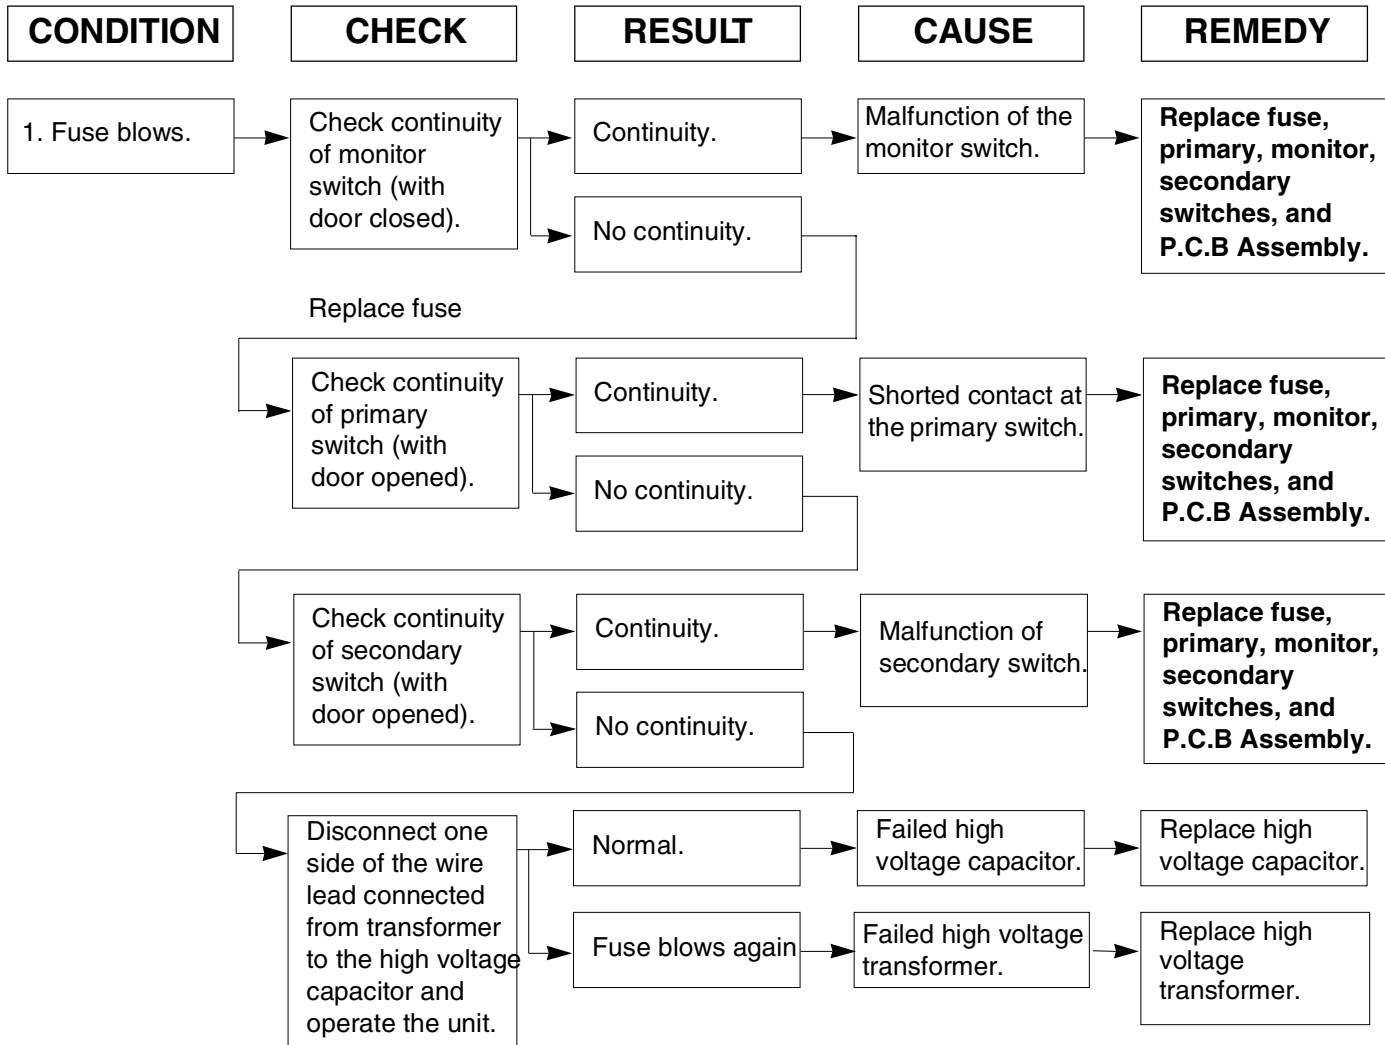 CONDITION
CHECK
RESULT
CAUSE
REMEDY
1. Fuse blows.
Check continuity
of monitor
switch (with
door closed).
Continuity.
Malfunction of the
monitor switch.
Replace fuse,
primary, monitor,
secondary
switches, and
P.C.B Assembly.
No continuity.
Replace fuse
Check continuity
of primary
switch (with
door opened).
Continuity.
Shorted contact at
the primary switch.
Replace fuse,
primary, monitor,
secondary
switches, and
P.C.B Assembly.
No continuity.
Check continuity
of secondary
switch (with
door opened).
Continuity.
Malfunction of
secondary switch.
Replace fuse,
primary, monitor,
secondary
switches, and
P.C.B Assembly.
No continuity.
Disconnect one
side of the wire
lead connected
from transformer
to the high voltage
capacitor and
operate the unit.
Normal.
Failed high
voltage capacitor.
Replace high
voltage capacitor.
Fuse blows again
Failed high voltage
transformer.
Replace high
voltage
transformer.